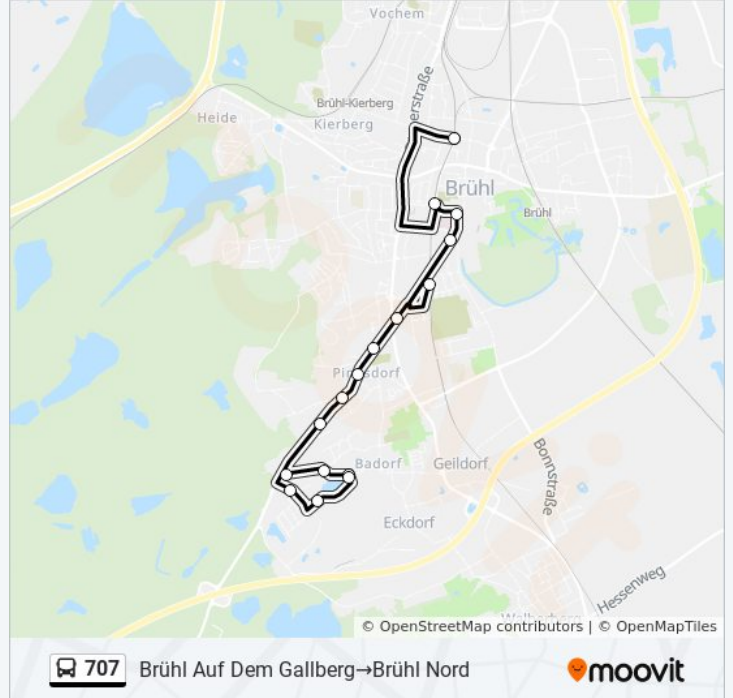 Vochem
Brühl-Kierberg
Heide
Kierberg
erstraße
Brühl
Brühl
Badorf
Geildorf
Bonnstraße
Eckdorf
Hessenweg
© OpenStreetMap contributors | © OpenMapTiles
707 Brühl Auf Dem Gallberg→Brühl Nord
moovit